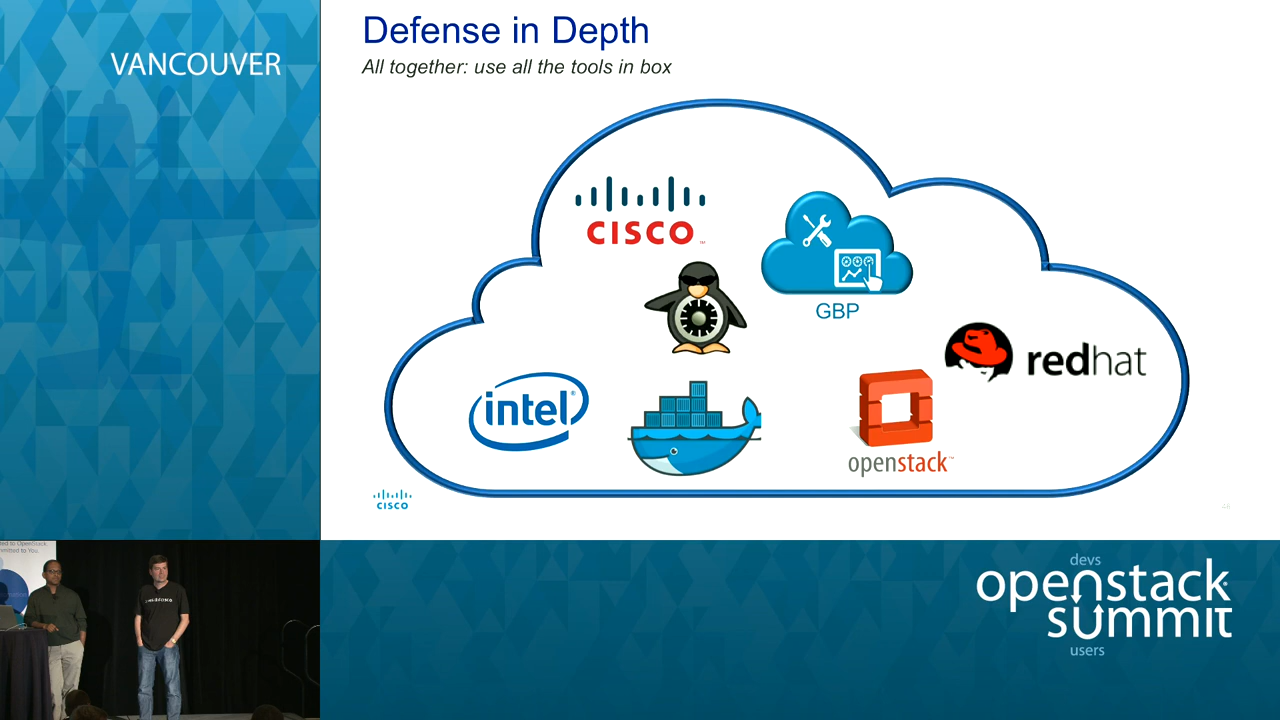 VANCOUVER
Defense in Depth
All together: use all the tools in box
CISCO
GBP
redhat
intel
openstack
CISCO
devs
openstack
summit
users